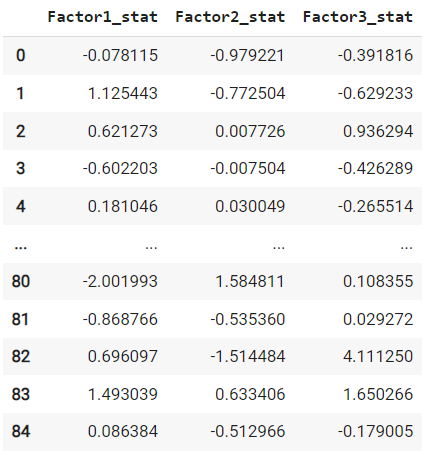 Factor1_stat Factor2_stat Factor3_stat
0 -0.078115 -0.979221 -0.391816
1 1.125443 -0.772504 -0.629233
2 0.621273 0.007726 0.936294
3 -0.602203 -0.007504 -0.426289
4 0.181046 0.030049 -0.265514
... ... ... ...
80 -2.001993 1.584811 0.108355
81 -0.868766 -0.535360 0.029272
82 0.696097 -1.514484 4.111250
83 1.493039 0.633406 1.650266
84 0.086384 -0.512966 -0.179005